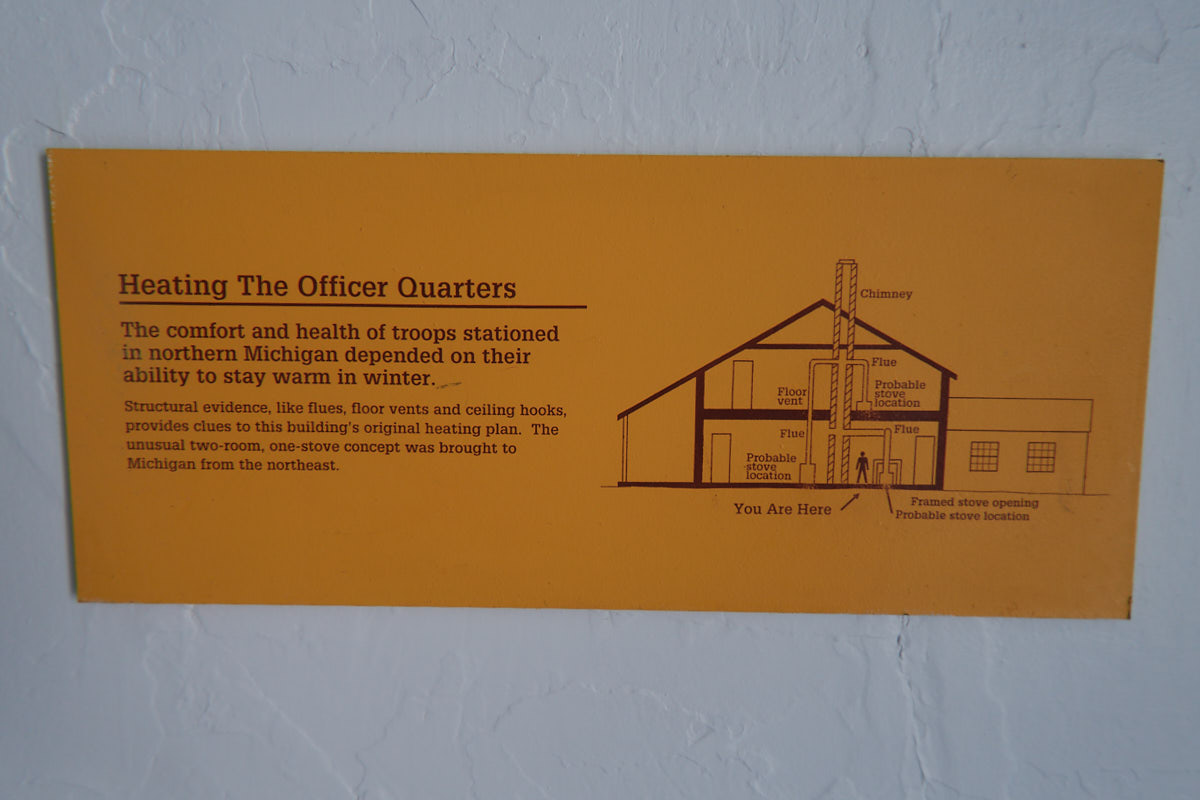 Heating The Officer Quarters
The comfort and health of troops stationed
in northern Michigan depended on their
ability to stay warm in winter.
Structural evidence, like flues, floor vents and ceiling hooks,
provides clues to this building's original heating plan. The
unusual two-room, one-stove concept was brought to
Michigan from the northeast.
Chimney
Flue
Floor
vent
Probable
stove
location
Flue
Flue
Probable
stove
location
You Are Here
Framed stove opening
Probable stove location